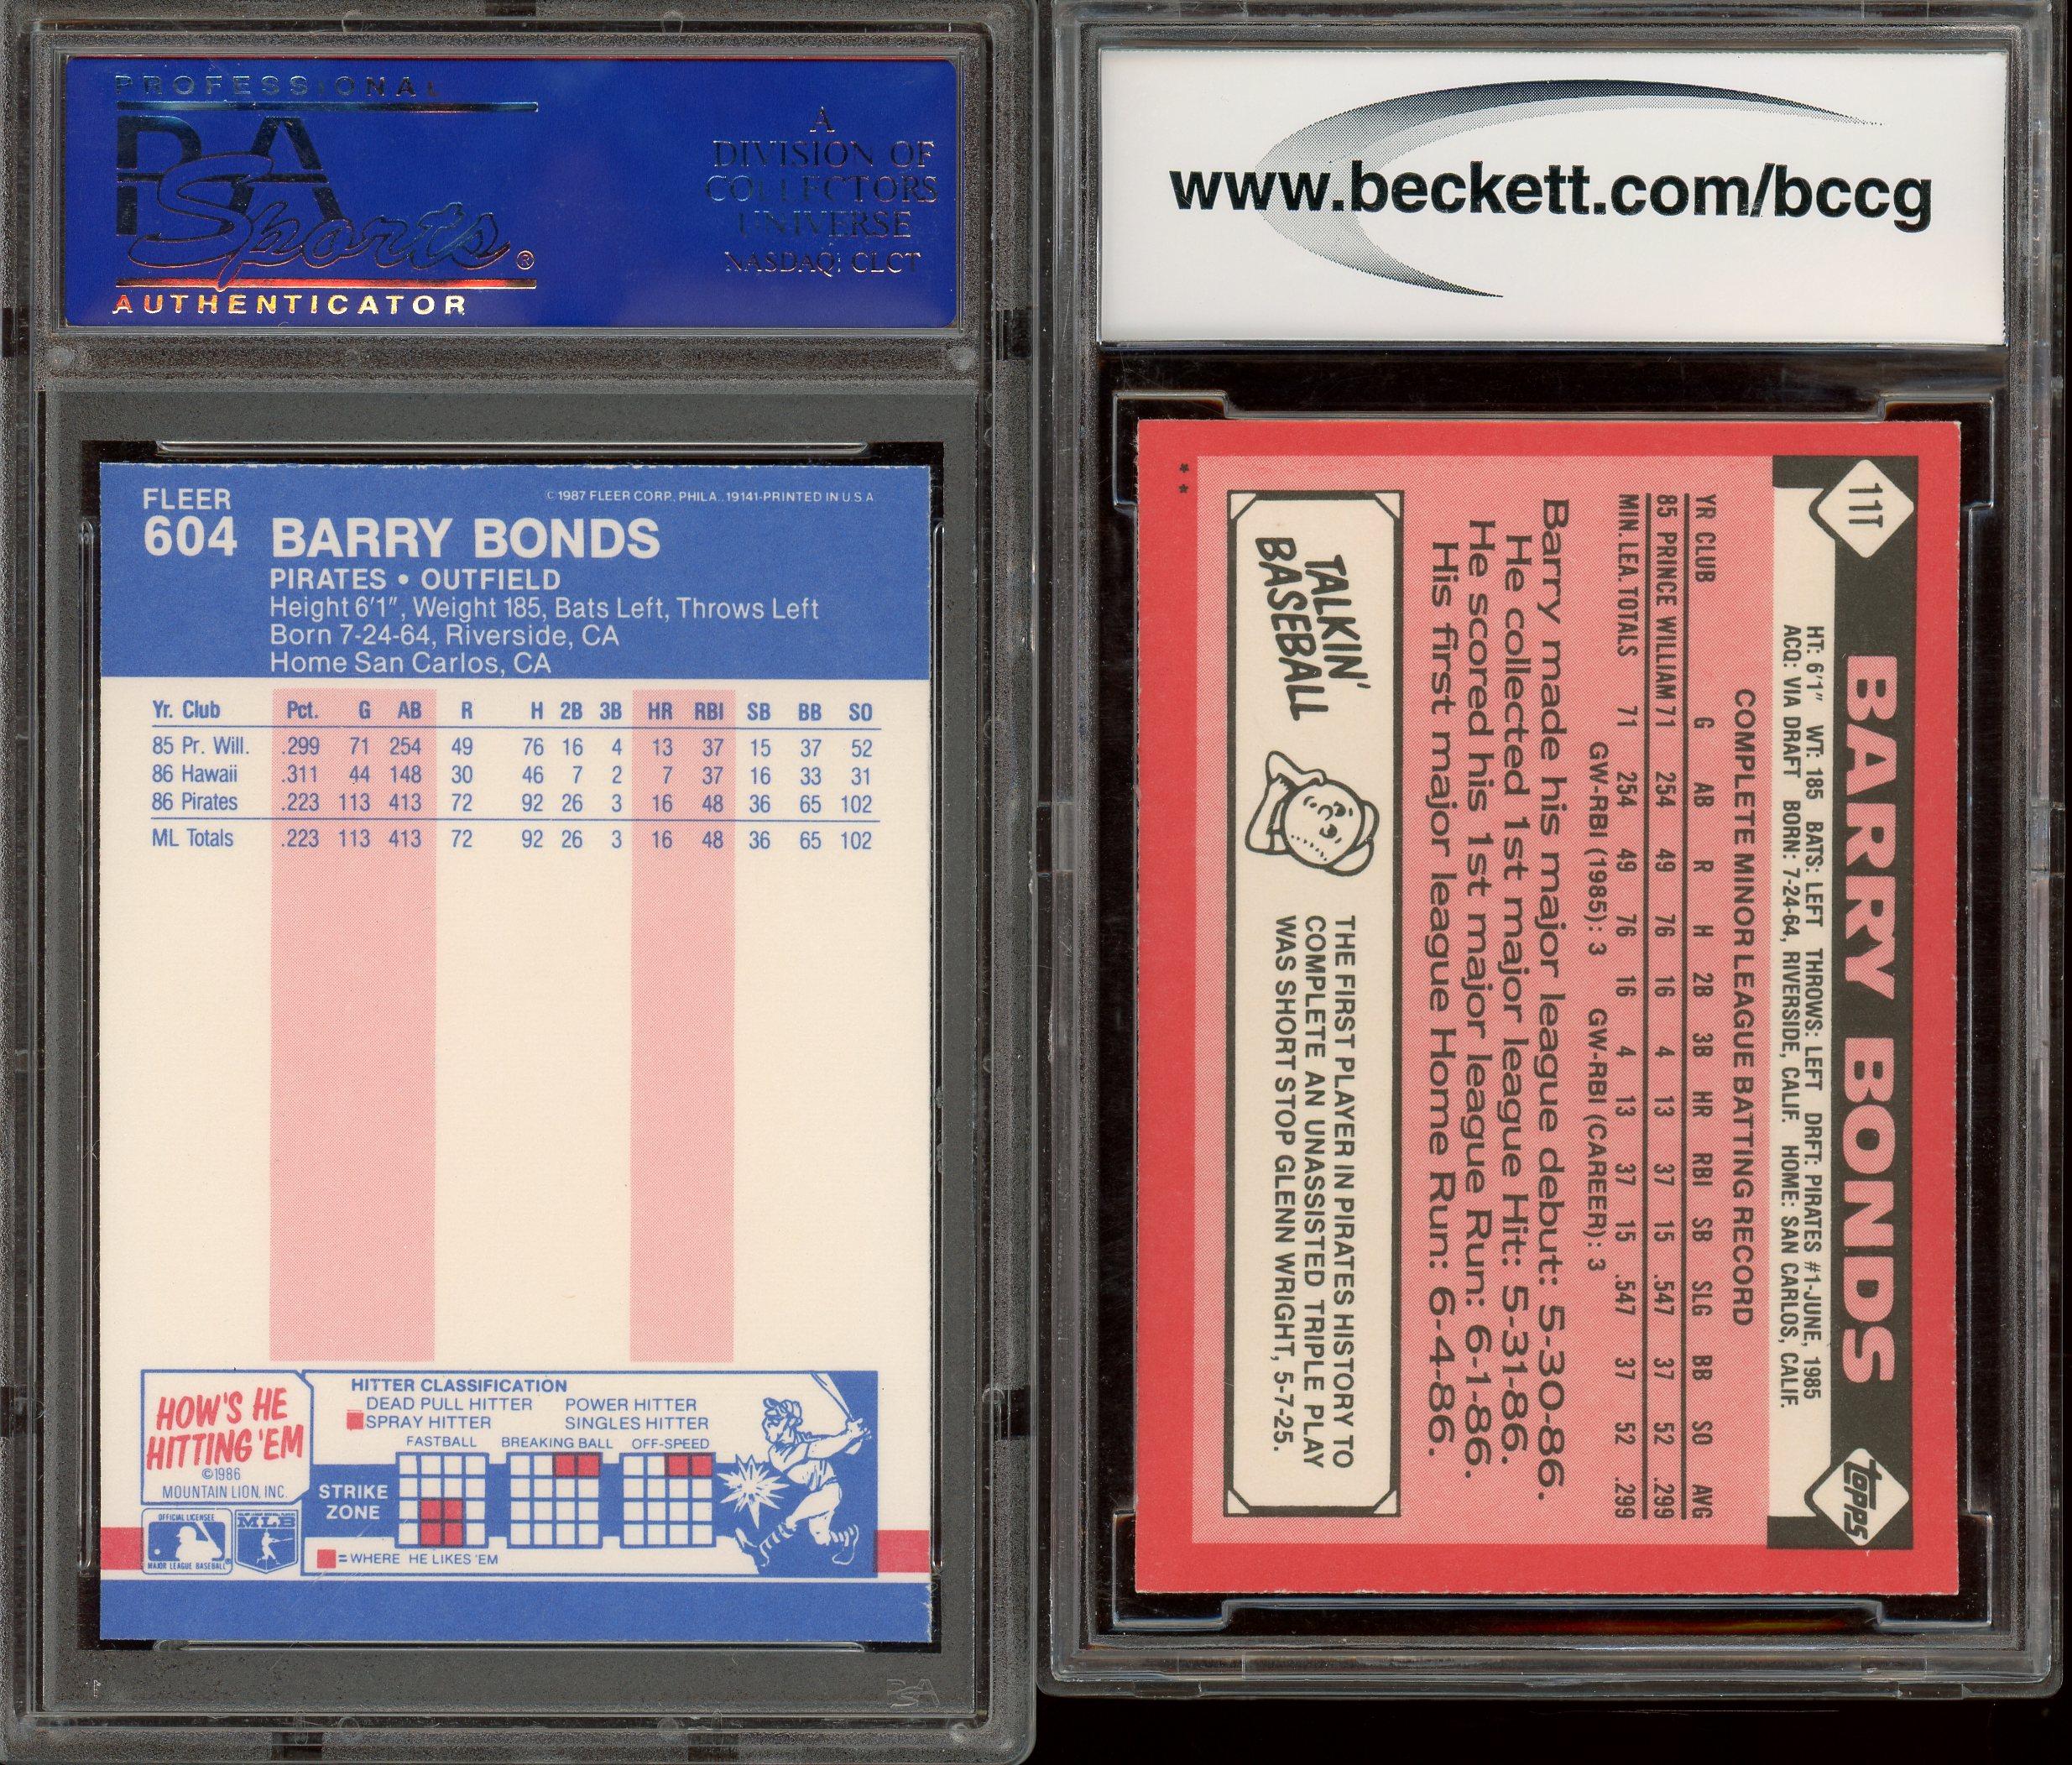 PROFESSIONAL
PSA
Sports®
AUTHENTICATOR
A
DIVISION OF
COLLECTORS
UNIVERSE
NASDAQ: CLCT
FLEER
604
©1987 FLEER CORP. PHILA., 19141-PRINTED IN U.S.A
BARRY BONDS
PIRATES • OUTFIELD
Height 6'1", Weight 185, Bats Left, Throws Left
Born 7-24-64, Riverside, CA
Home San Carlos, CA
Yr. Club Pct. G AB R H 2B 3B HR RBI SB BB SO
85 Pr. Will. .299 71 254 49 76 16 4 13 37 15 37 52
86 Hawaii .311 44 148 30 46 7 2 7 37 16 33 31
86 Pirates .223 113 413 72 92 26 3 16 48 36 65 102
ML Totals .223 113 413 72 92 26 3 16 48 36 65 102
HOW'S HE
HITTING 'EM
©1986
MOUNTAIN LION, INC.
OFFICIAL LICENSEE
MAJOR LEAGUE BASEBALL
MLB
HITTER CLASSIFICATION
DEAD PULL HITTER POWER HITTER
SPRAY HITTER SINGLES HITTER
FASTBALL BREAKING BALL OFF-SPEED
STRIKE
ZONE
= WHERE HE LIKES 'EM
PSA
www.beckett.com/bccg
11T
BARRY BONDS
topps
HT: 6'1" WT: 185 BATS: LEFT THROWS: LEFT DRFT: PIRATES #1-JUNE, 1985
ACQ: VIA DRAFT BORN: 7-24-64, RIVERSIDE, CALIF. HOME: SAN CARLOS, CALIF.
COMPLETE MINOR LEAGUE BATTING RECORD
YR CLUB G AB R H 2B 3B HR RBI SB SLG BB SO AVG
85 PRINCE WILLIAM 71 254 49 76 16 4 13 37 15 .547 37 52 .299
MIN. LEA. TOTALS 71 254 49 76 16 4 13 37 15 .547 37 52 .299
GW-RBI (1985): 3 GW-RBI (CAREER): 3
Barry made his major league debut: 5-30-86.
He collected 1st major league Hit: 5-31-86.
He scored his 1st major league Run: 6-1-86.
His first major league Home Run: 6-4-86.
TALKIN'
BASEBALL
THE FIRST PLAYER IN PIRATES HISTORY TO
COMPLETE AN UNASSISTED TRIPLE PLAY
WAS SHORT STOP GLENN WRIGHT, 5-7-25.
**